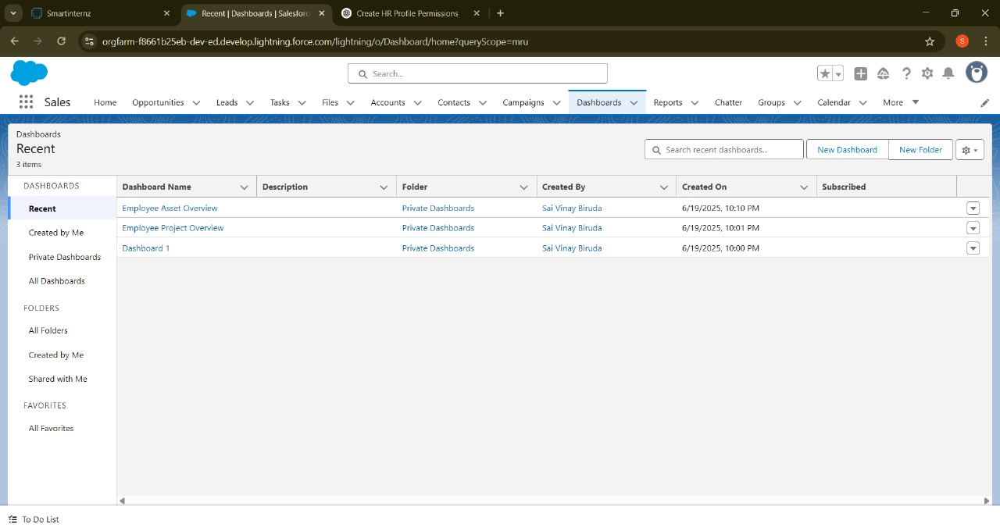 Smartinternz
Recent | Dashboards | Salesforc
Create HR Profile Permissions
orgfarm-f8661b25eb-dev-ed.develop.lightning.force.com/lightning/o/Dashboard/home?queryScope=mru
S
Search...
Sales
Home
Opportunities
Leads
Tasks
Files
Accounts
Contacts
Campaigns
Dashboards
Reports
Chatter
Groups
Calendar
More
Dashboards
Recent
3 items
Search recent dashboards...
New Dashboard
New Folder
DASHBOARDS
Recent
Created by Me
Private Dashboards
All Dashboards
FOLDERS
All Folders
Created by Me
Shared with Me
FAVORITES
All Favorites
Dashboard Name Description Folder Created By Created On Subscribed
Employee Asset Overview Private Dashboards Sai Vinay Biruda 6/19/2025, 10:10 PM
Employee Project Overview Private Dashboards Sai Vinay Biruda 6/19/2025, 10:01 PM
Dashboard 1 Private Dashboards Sai Vinay Biruda 6/19/2025, 10:00 PM
To Do List